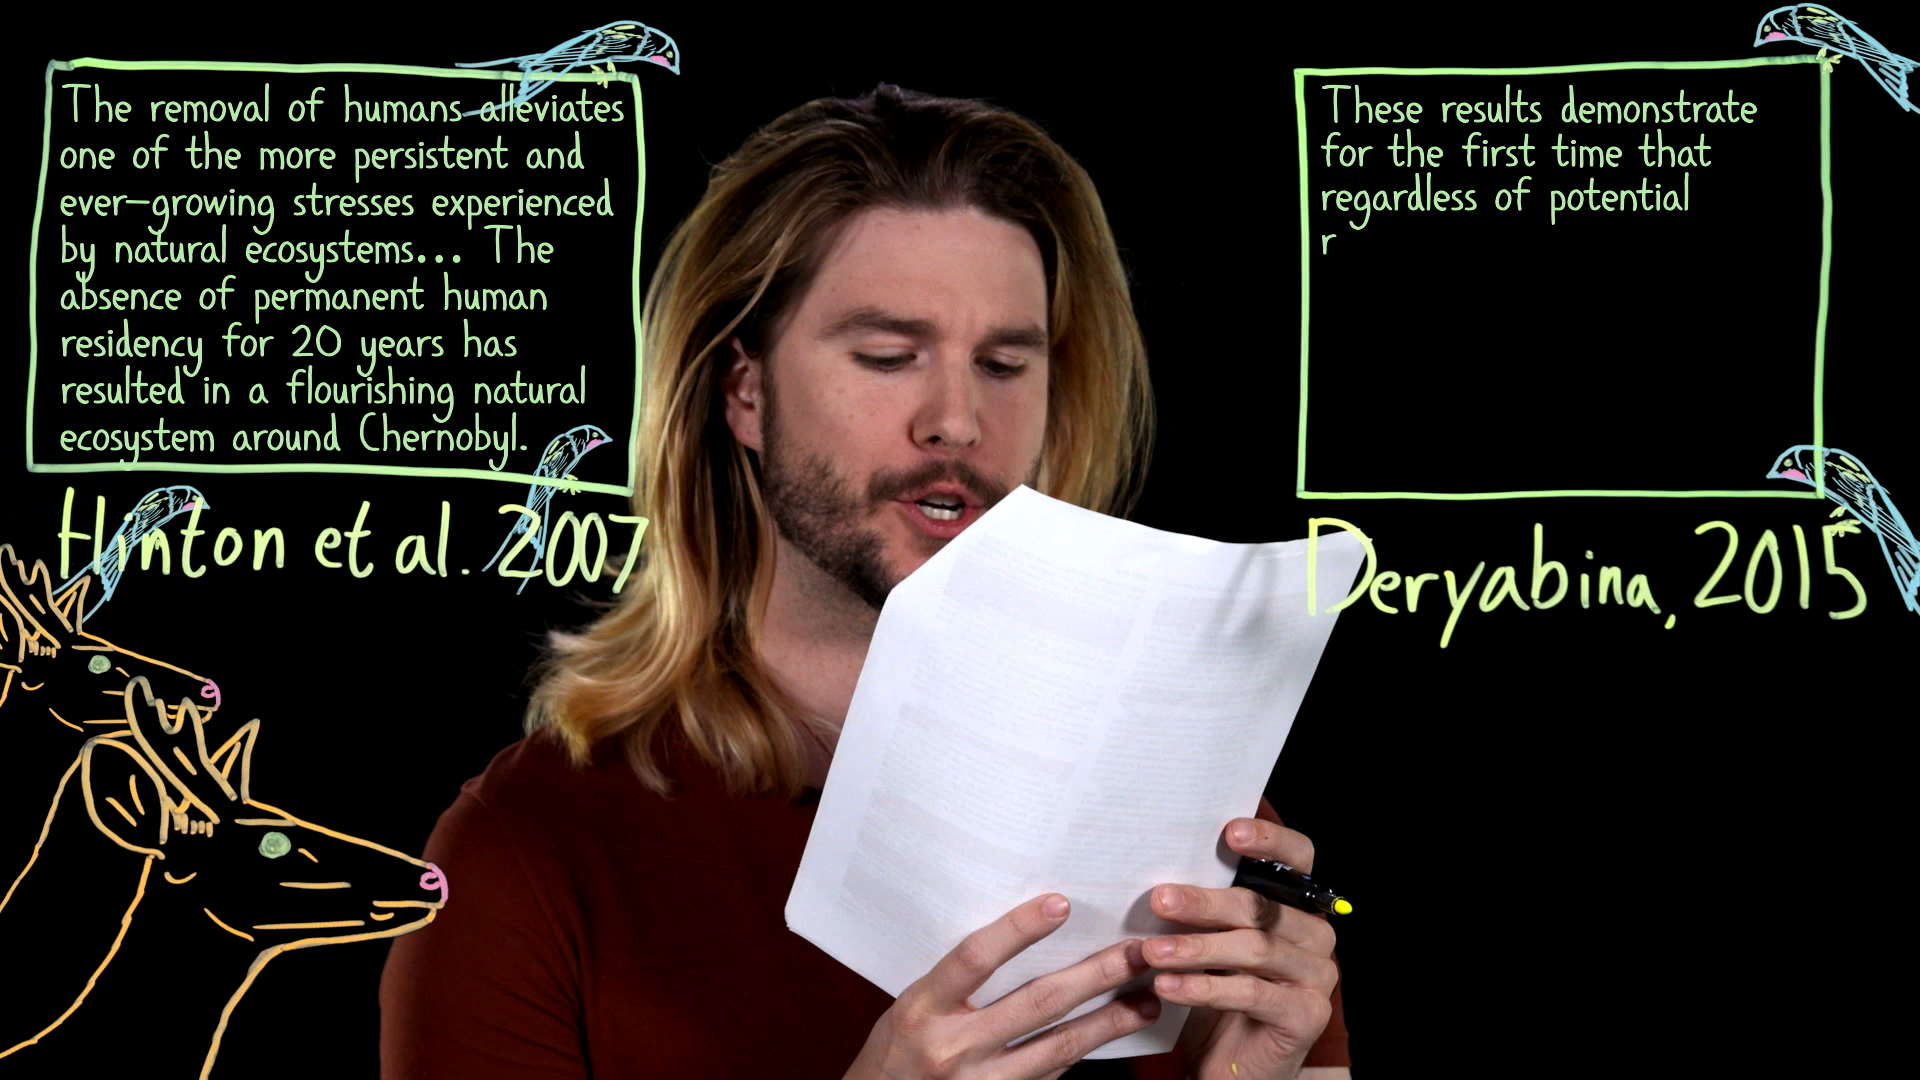 The removal of humans alleviates
one of the more persistent and
ever-growing stresses experienced
by natural ecosystems... The
absence of permanent human
residency for 20 years has
resulted in a flourishing natural
ecosystem around Chernobyl.
Hinton et al. 2007
These results demonstrate
for the first time that
regardless of potential
r
Deryabina, 2015